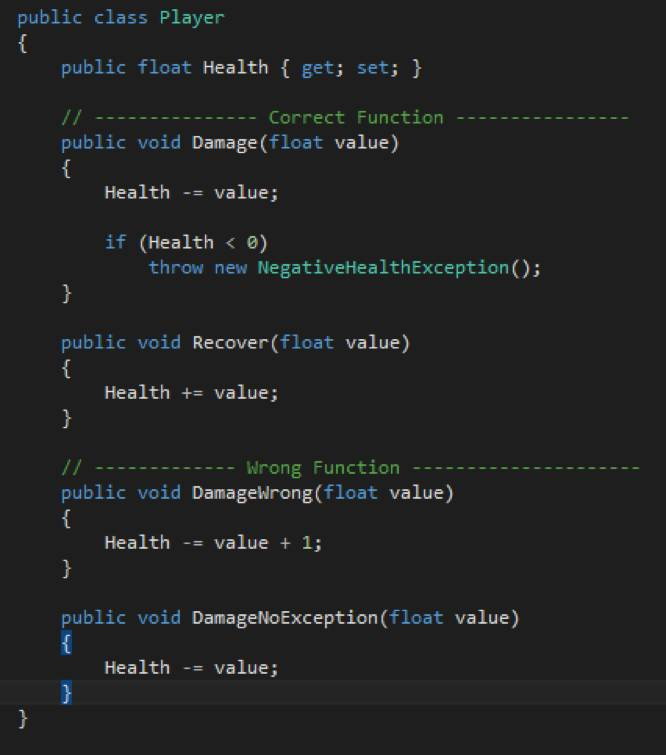 public class Player
{
    public float Health { get; set; }

    // --------------- Correct Function ----------------
    public void Damage(float value)
    {
        Health -= value;

        if (Health < 0)
            throw new NegativeHealthException();
    }

    public void Recover(float value)
    {
        Health += value;
    }

    // ------------- Wrong Function ---------------------
    public void DamageWrong(float value)
    {
        Health -= value + 1;
    }

    public void DamageNoException(float value)
    {
        Health -= value;
    }
}